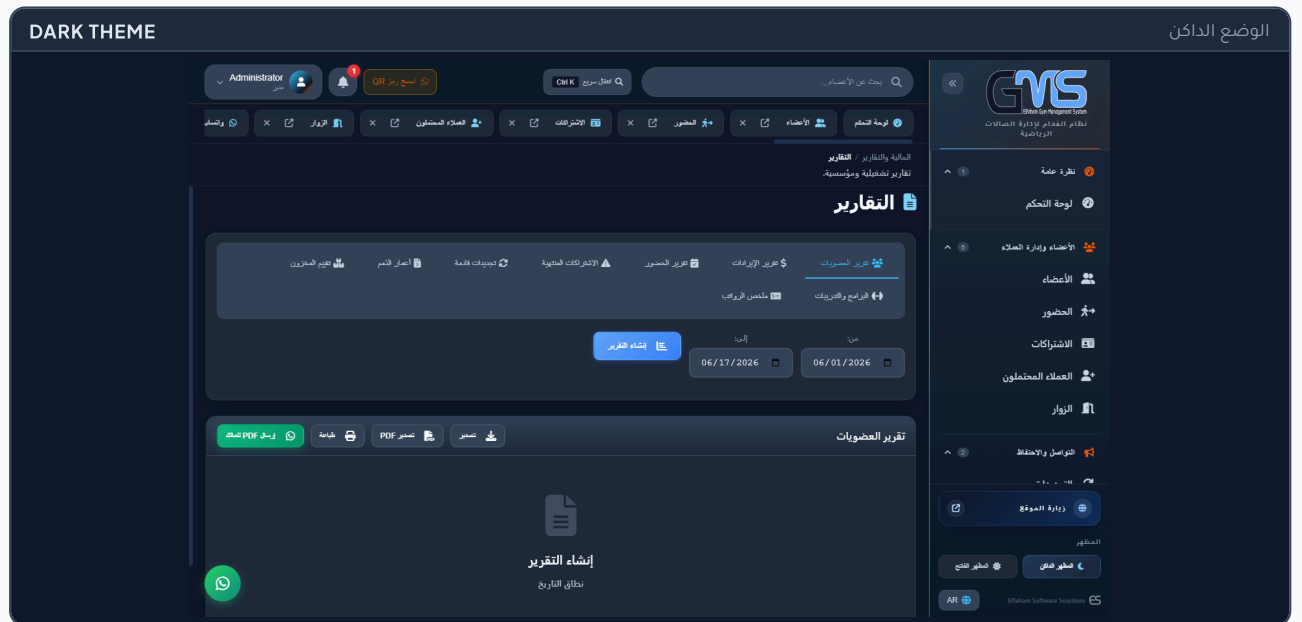 DARK THEME
الوضع الداكن
GMS
Elfaham Gym Management System
نظام الفحام لإدارة الصالات الرياضية
بحث عن الأعضاء...
انتقال سريع Ctrl K
امسح رمز QR
1
Administrator
مدير
لوحة التحكم
الأعضاء
الحضور
الاشتراكات
العملاء المحتملون
الزوار
المالية والتقارير / التقارير
تقارير تشغيلية ومؤسسية.
التقارير
تقرير العضويات
تقرير الإيرادات
تقرير الحضور
الاشتراكات المنتهية
تجديدات قادمة
أعمار الذمم
تقييم المخزون
البرامج والتدريبات
ملخص الرواتب
من:
إلى:
06/01/2026
06/17/2026
إنشاء التقرير
تقرير العضويات
تصدير
تصدير PDF
طباعة
إرسال PDF للمالك
إنشاء التقرير
نطاق التاريخ
نظرة عامة
1
لوحة التحكم
الأعضاء وإدارة العملاء
5
الأعضاء
الحضور
الاشتراكات
العملاء المحتملون
الزوار
التواصل والاحتفاظ
2
زيارة الموقع
المظهر
المظهر الداكن
المظهر الفاتح
Elfaham Software Solutions ES
AR